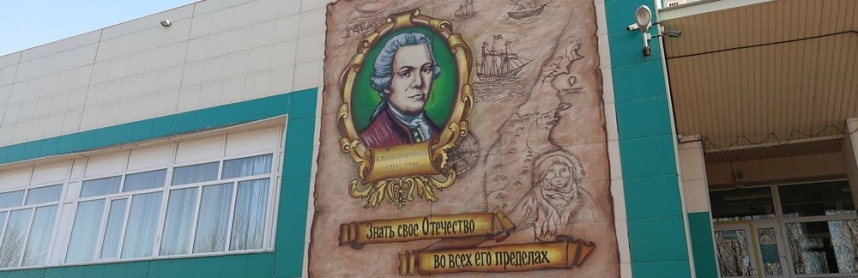 Знать свое Отечество
во всех его пределах